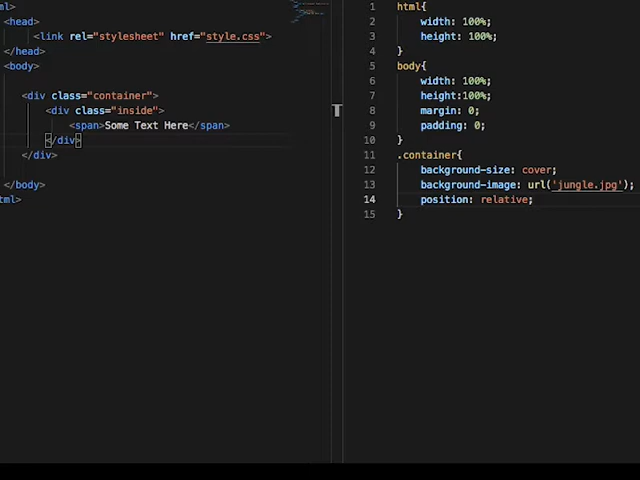 ml>
<head>
<link rel="stylesheet" href="style.css">
</head>
<body>
<div class="container">
<div class="inside">
<span>Some Text Here</span>
</div>
</div>
</body>
tml>
1 html{
2 width: 100%;
3 height: 100%;
4 }
5 body{
6 width: 100%;
7 height:100%;
8 margin: 0;
9 padding: 0;
10 }
11 .container{
12 background-size: cover;
13 background-image: url('jungle.jpg');
14 position: relative;
15 }